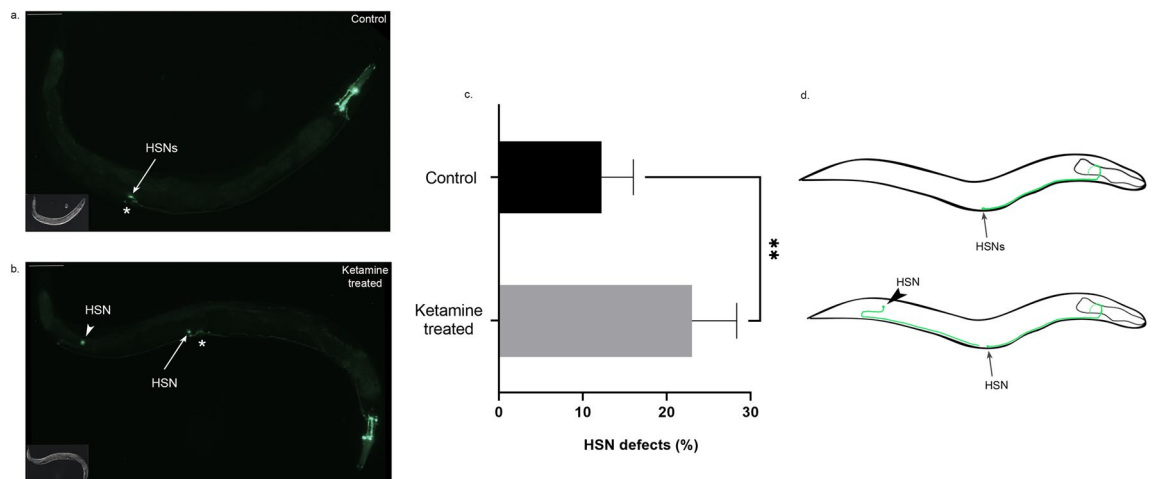 a.
Control
HSNs
*
b.
Ketamine
treated
HSN
*
HSN
c.
Control
Ketamine
treated
**
0
10
20
30
HSN defects (%)
d.
HSNs
HSN
HSN